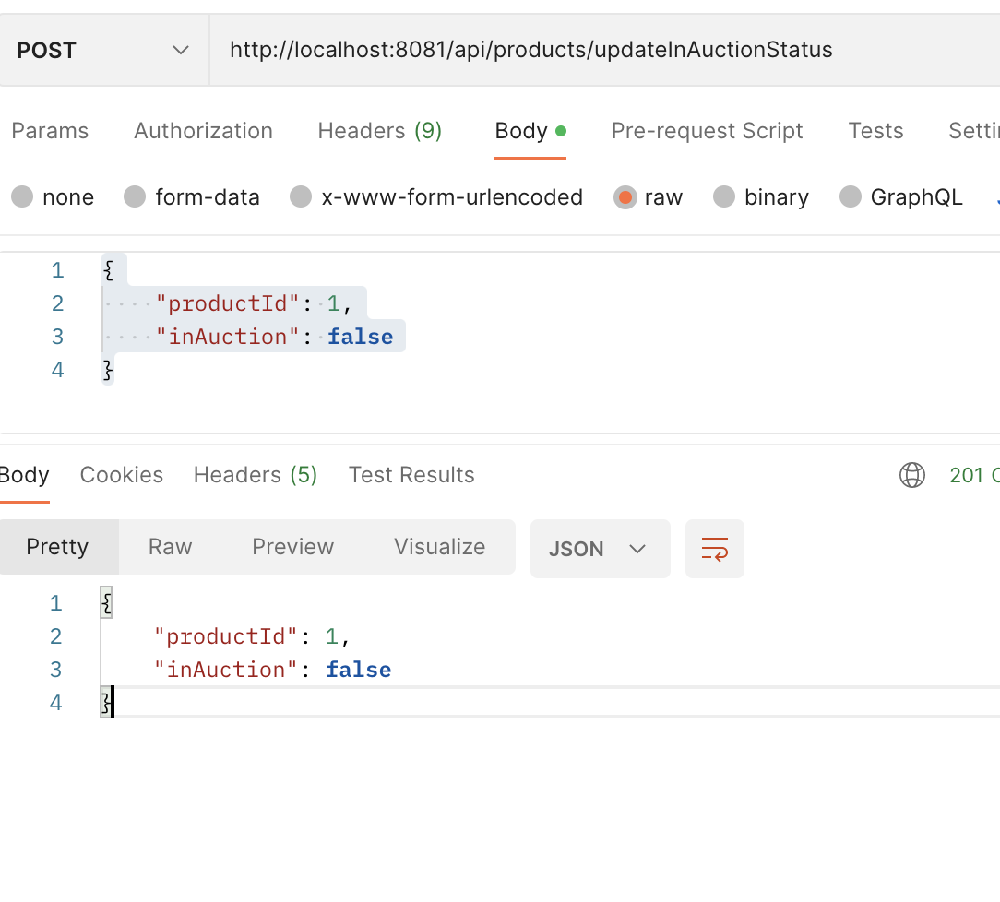 POST http://localhost:8081/api/products/updateInAuctionStatus
Params Authorization Headers (9) Body Pre-request Script Tests
none form-data x-www-form-urlencoded raw binary GraphQL
1 {
2 "productId": 1,
3 "inAuction": false
4 }
Body Cookies Headers (5) Test Results 201
Pretty Raw Preview Visualize JSON
1 {
2 "productId": 1,
3 "inAuction": false
4 }